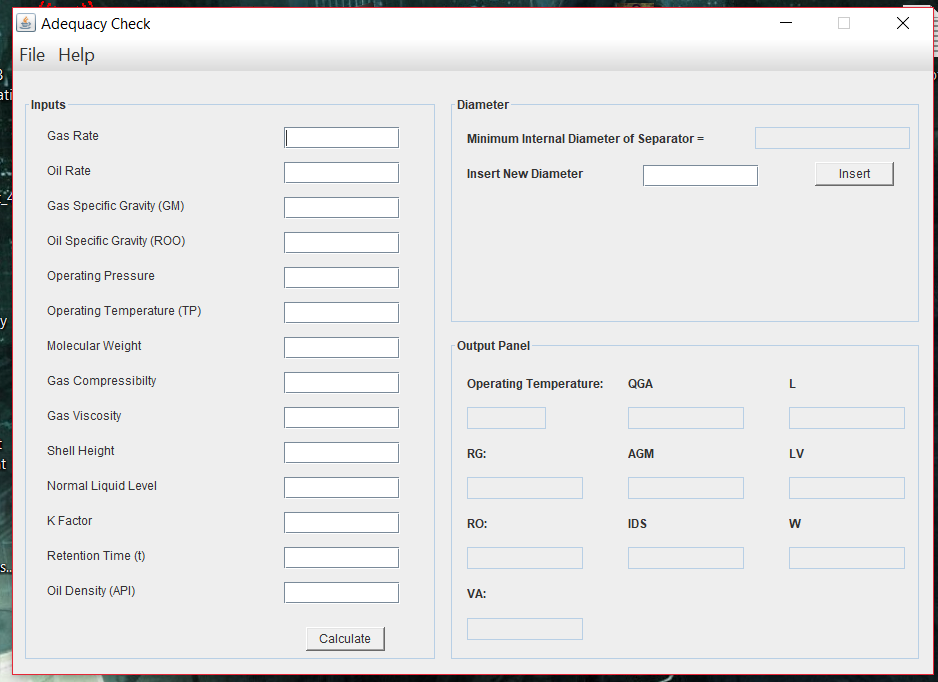 Adequacy Check
File Help
Inputs
Gas Rate
Oil Rate
Gas Specific Gravity (GM)
Oil Specific Gravity (ROO)
Operating Pressure
Operating Temperature (TP)
Molecular Weight
Gas Compressibilty
Gas Viscosity
Shell Height
Normal Liquid Level
K Factor
Retention Time (t)
Oil Density (API)
Calculate
Diameter
Minimum Internal Diameter of Separator =
Insert New Diameter
Insert
Output Panel
Operating Temperature: QGA L
RG: AGM LV
RO: IDS W
VA: